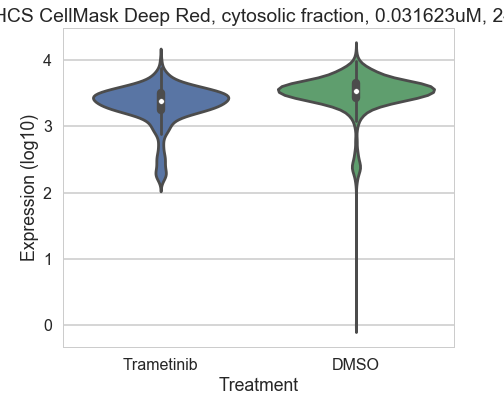 HCS CellMask Deep Red, cytosolic fraction, 0.031623uM, 2
4
3
2
1
0
Expression (log10)
Trametinib DMSO
Treatment